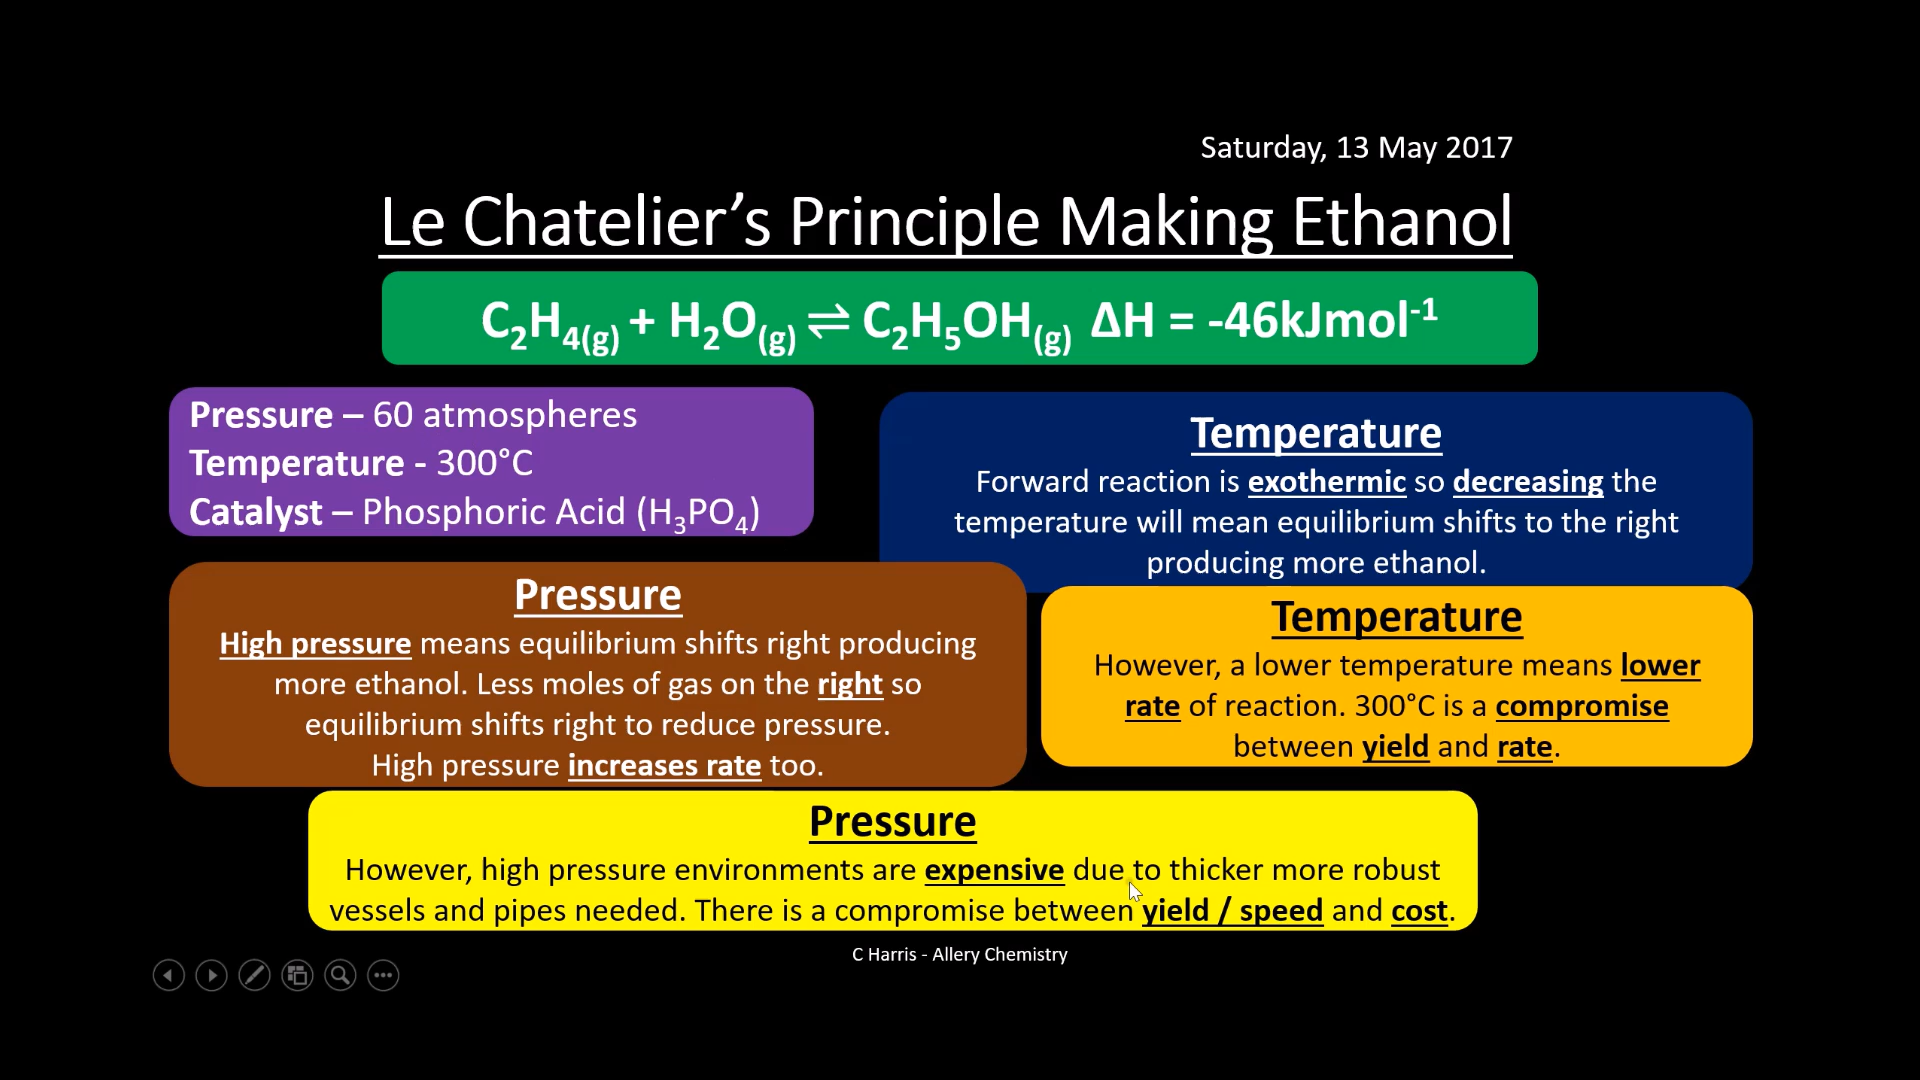 Saturday, 13 May 2017
Le Chatelier’s Principle Making Ethanol
C₂H₄(g) + H₂O(g) ⇌ C₂H₅OH(g) ΔH = -46kJmol⁻¹
Pressure – 60 atmospheres
Temperature - 300°C
Catalyst – Phosphoric Acid (H₃PO₄)
Temperature
Forward reaction is exothermic so decreasing the
temperature will mean equilibrium shifts to the right
producing more ethanol.
Pressure
High pressure means equilibrium shifts right producing
more ethanol. Less moles of gas on the right so
equilibrium shifts right to reduce pressure.
High pressure increases rate too.
Temperature
However, a lower temperature means lower
rate of reaction. 300°C is a compromise
between yield and rate.
Pressure
However, high pressure environments are expensive due to thicker more robust
vessels and pipes needed. There is a compromise between yield / speed and cost.
C Harris - Allery Chemistry